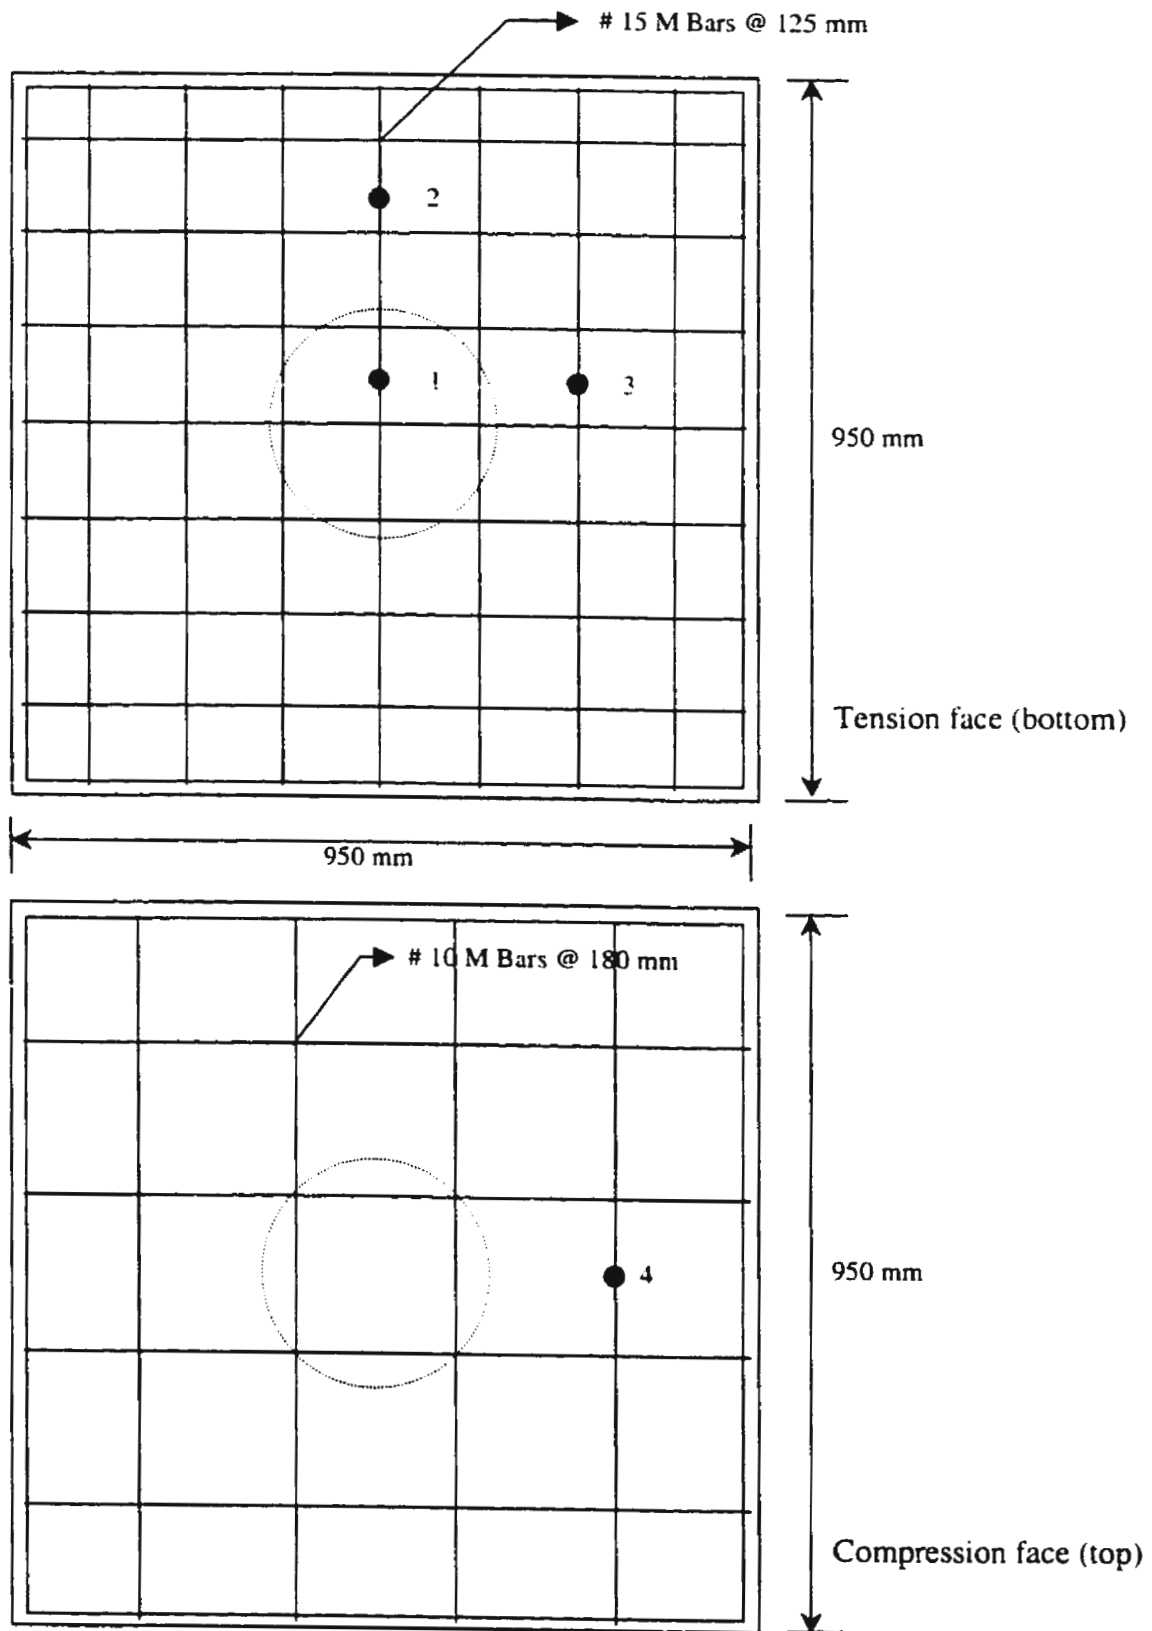 # 15 M Bars @ 125 mm
2
1
3
950 mm
Tension face (bottom)
950 mm
# 10 M Bars @ 180 mm
4
950 mm
Compression face (top)